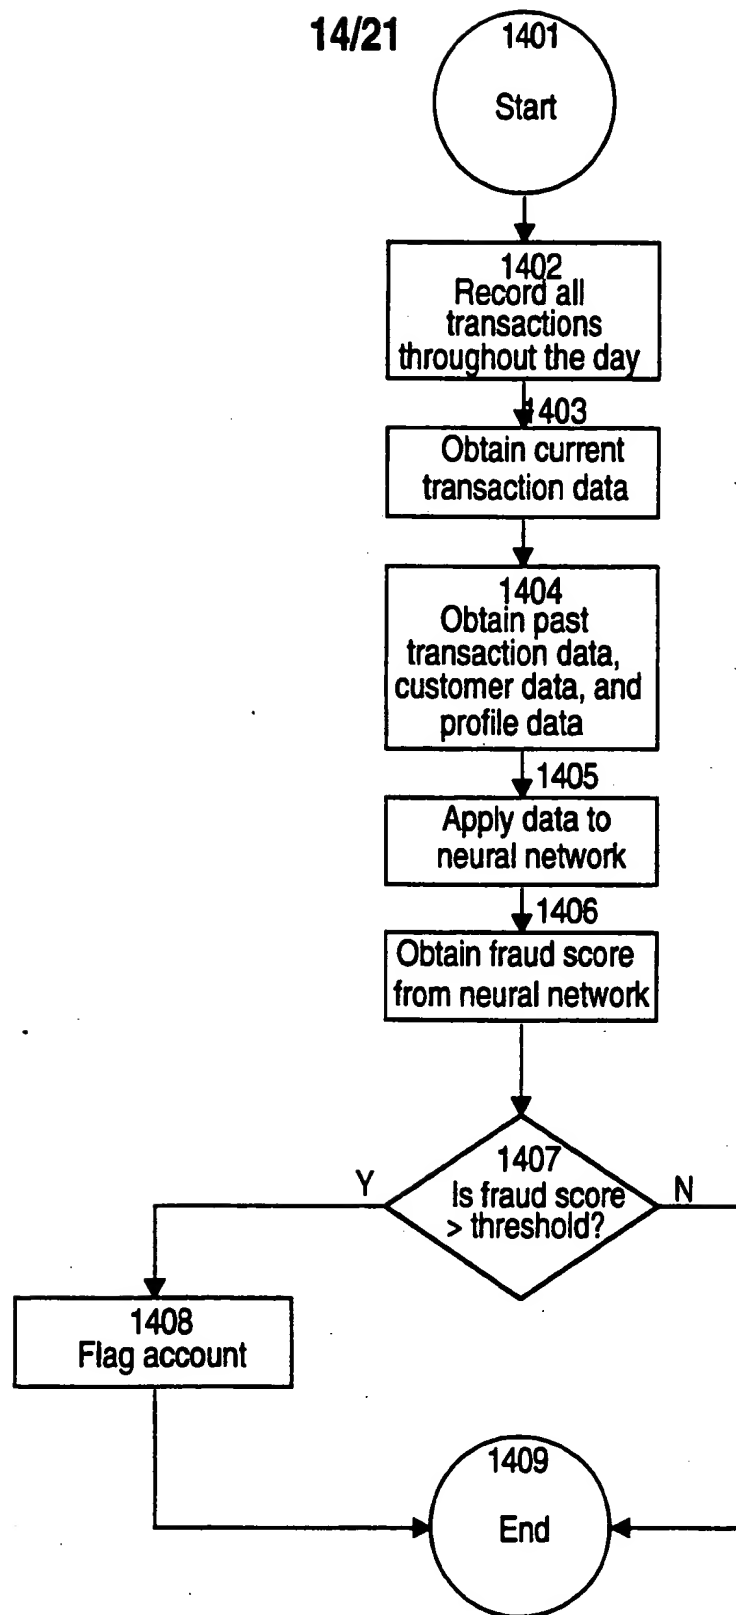 14/21
1401
Start
1402
Record all
transactions
throughout the day
1403
Obtain current
transaction data
1404
Obtain past
transaction data,
customer data, and
profile data
1405
Apply data to
neural network
1406
Obtain fraud score
from neural network
1407
Is fraud score
> threshold?
Y
N
1408
Flag account
1409
End